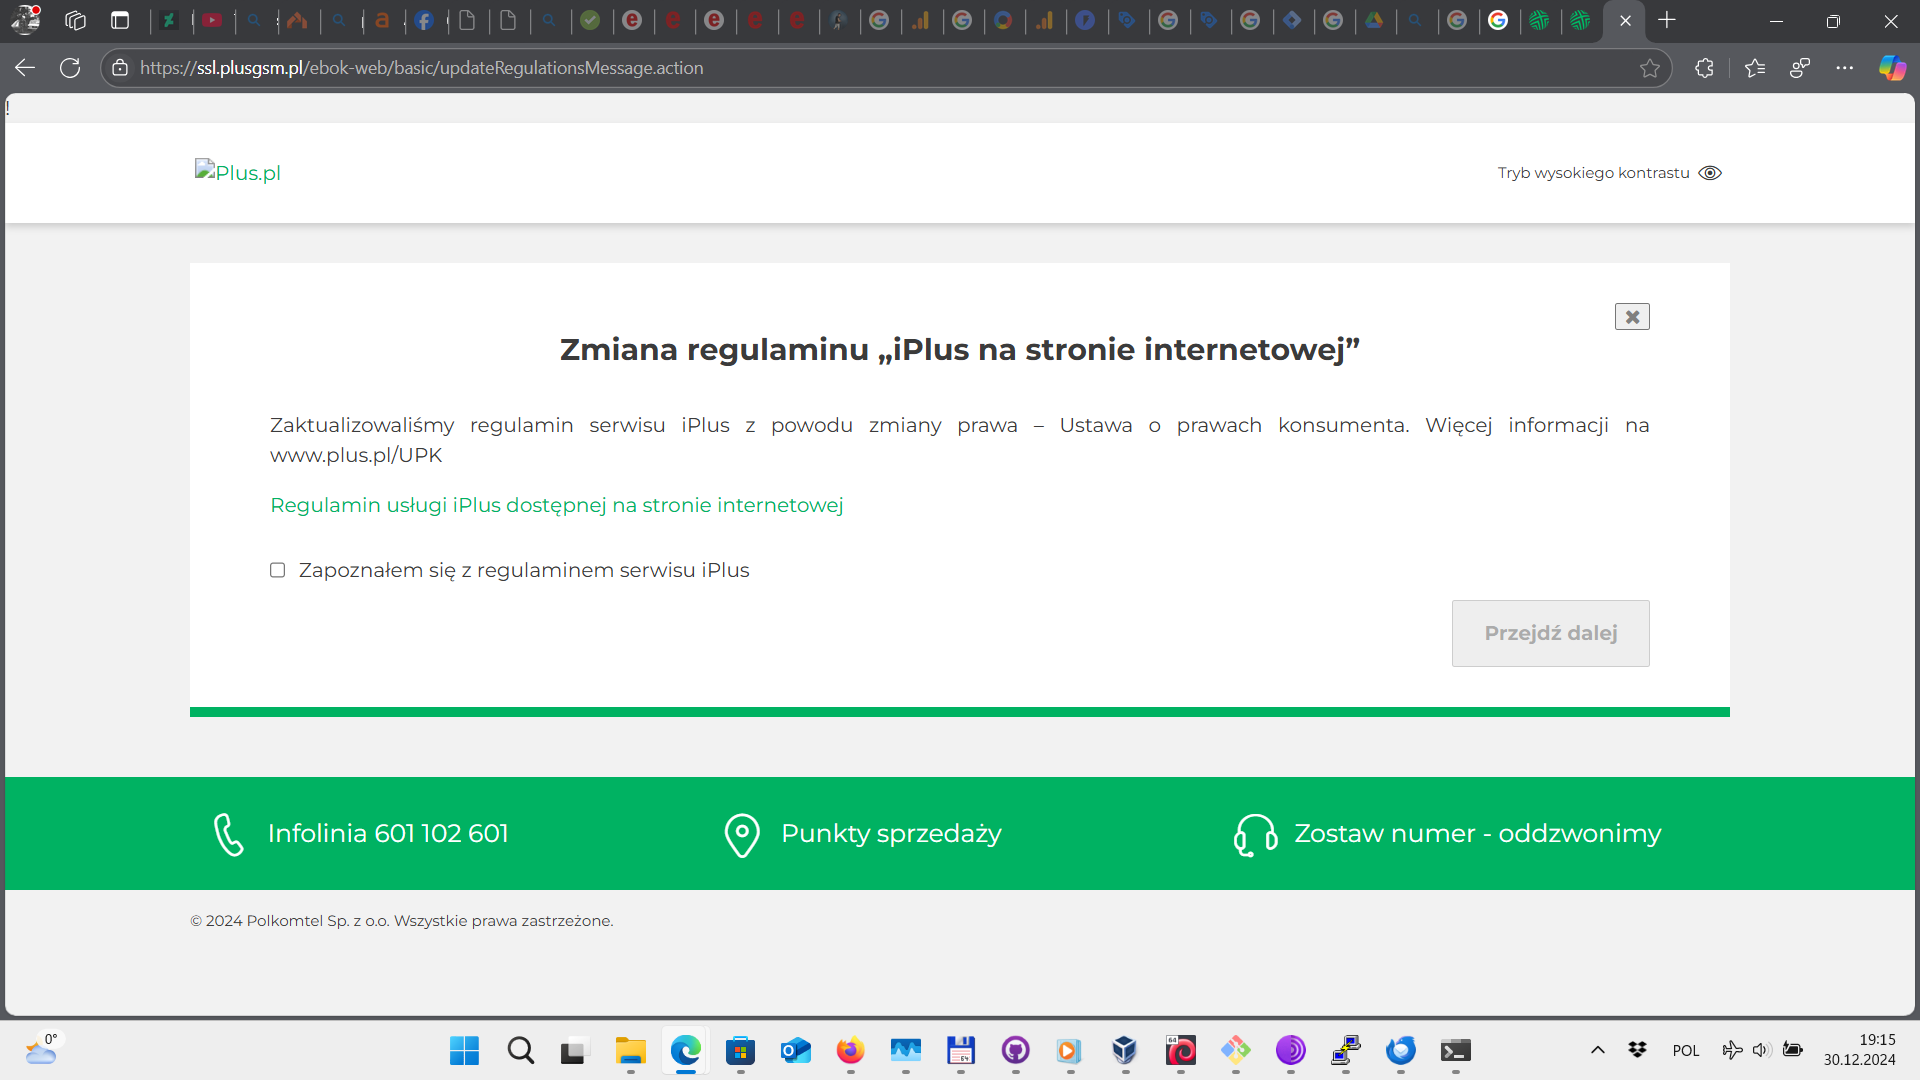 https://ssl.plusgsm.pl/ebok-web/basic/updateRegulationsMessage.action
!
Plus.pl
Tryb wysokiego kontrastu
Zmiana regulaminu „iPlus na stronie internetowej”
Zaktualizowaliśmy regulamin serwisu iPlus z powodu zmiany prawa – Ustawa o prawach konsumenta. Więcej informacji na
www.plus.pl/UPK
Regulamin usługi iPlus dostępnej na stronie internetowej
Zapoznałem się z regulaminem serwisu iPlus
Przejdź dalej
Infolinia 601 102 601
Punkty sprzedaży
Zostaw numer - oddzwonimy
© 2024 Polkomtel Sp. z o.o. Wszystkie prawa zastrzeżone.
0°
POL
19:15
30.12.2024